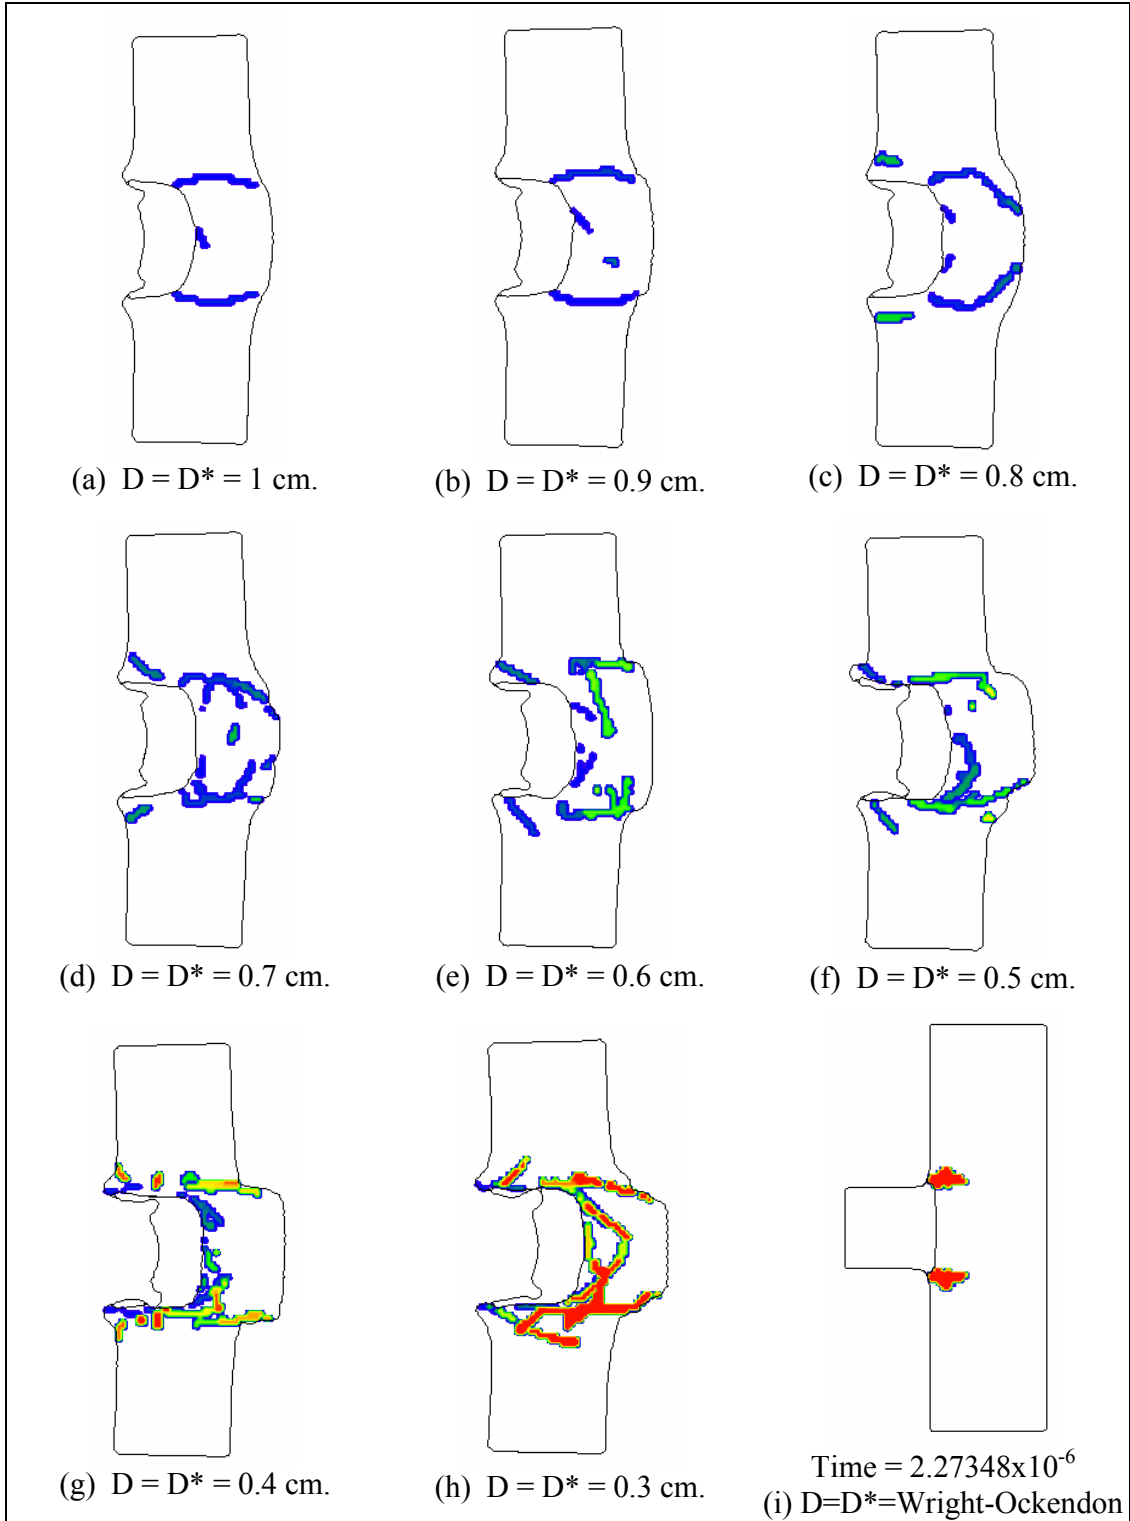 (a) D = D* = 1 cm.
(b) D = D* = 0.9 cm.
(c) D = D* = 0.8 cm.
(d) D = D* = 0.7 cm.
(e) D = D* = 0.6 cm.
(f) D = D* = 0.5 cm.
(g) D = D* = 0.4 cm.
(h) D = D* = 0.3 cm.
Time = 2.27348x10⁻⁶
(i) D=D*=Wright-Ockendon